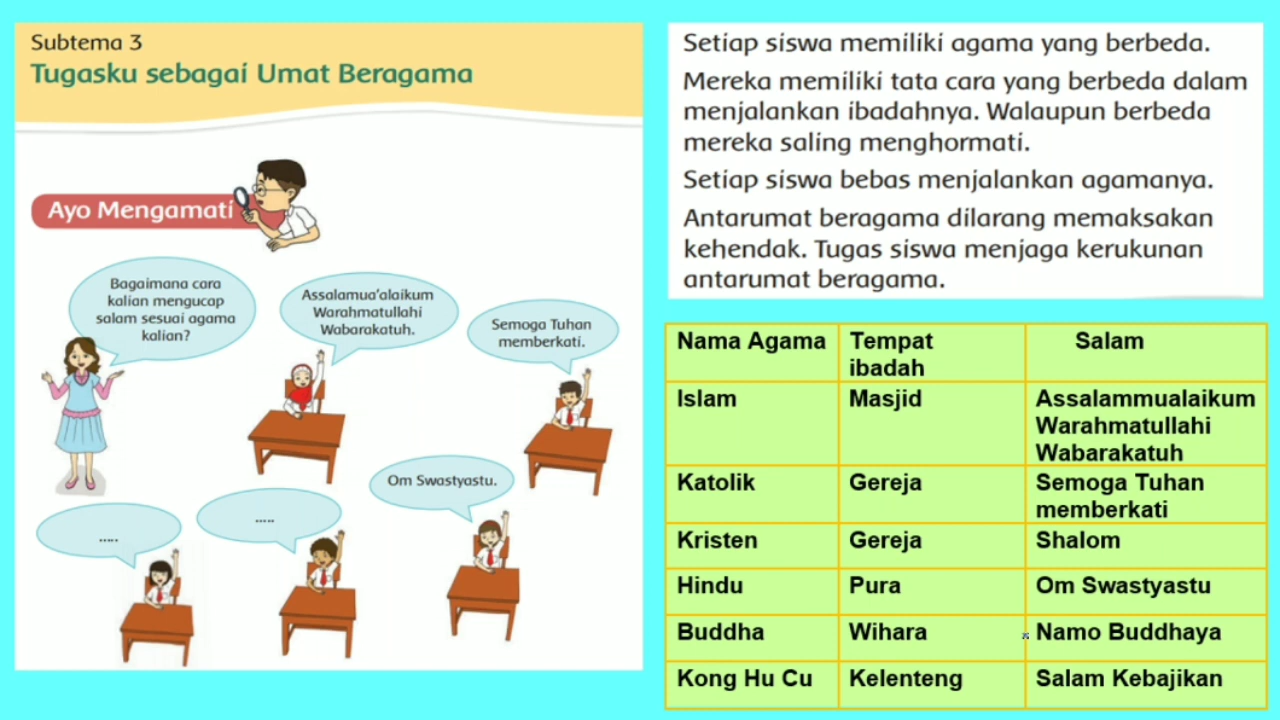 Subtema 3
Tugasku sebagai Umat Beragama
Ayo Mengamati
Bagaimana cara
kalian mengucap
salam sesuai agama
kalian?
Assalamua'alaikum
Warahmatullahi
Wabarakatuh.
Semoga Tuhan
memberkati.
Om Swastyastu.
.....
.....
Setiap siswa memiliki agama yang berbeda.
Mereka memiliki tata cara yang berbeda dalam
menjalankan ibadahnya. Walaupun berbeda
mereka saling menghormati.
Setiap siswa bebas menjalankan agamanya.
Antarumat beragama dilarang memaksakan
kehendak. Tugas siswa menjaga kerukunan
antarumat beragama.
Nama Agama Tempat ibadah Salam
Islam Masjid Assalammualaikum
Warahmatullahi
Wabarakatuh
Katolik Gereja Semoga Tuhan
memberkati
Kristen Gereja Shalom
Hindu Pura Om Swastyastu
Buddha Wihara Namo Buddhaya
Kong Hu Cu Kelenteng Salam Kebajikan